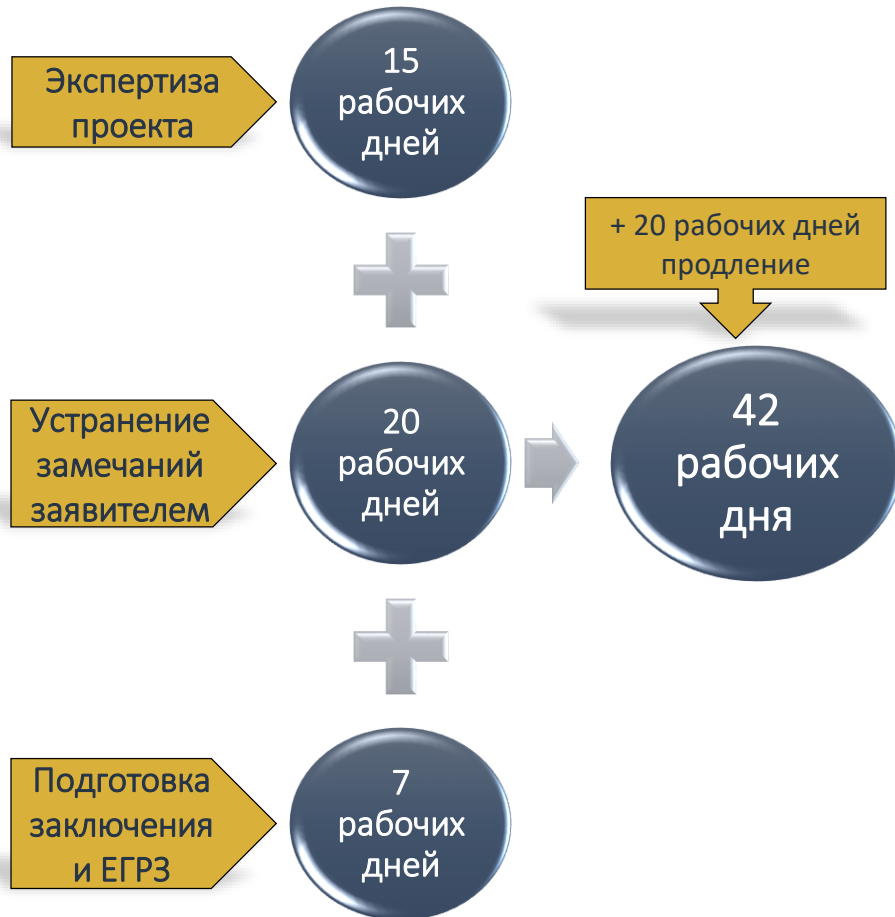 Экспертиза
проекта
15
рабочих
дней
+ 20 рабочих дней
продление
Устранение
замечаний
заявителем
20
рабочих
дней
42
рабочих
дня
Подготовка
заключения
и ЕГРЗ
7
рабочих
дней